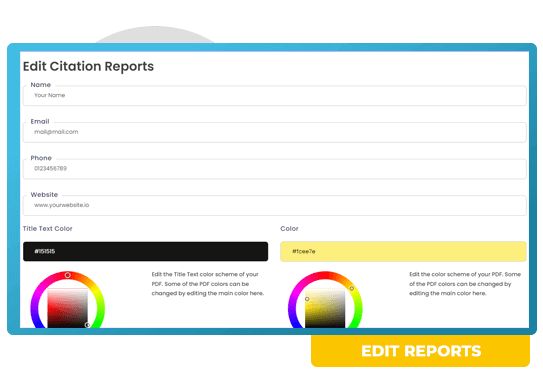 Edit Citation Reports
Name
Your Name
Email
mail@mail.com
Phone
0123456789
Website
www.yourwebsite.io
Title Text Color
Color
#151515
#fcee7e
Edit the Title Text color scheme of your
PDF. Some of the PDF colors can be
changed by editing the main color here.
Edit the color scheme of your PDF. Some
of the PDF colors can be changed by
editing the main color here.
EDIT REPORTS